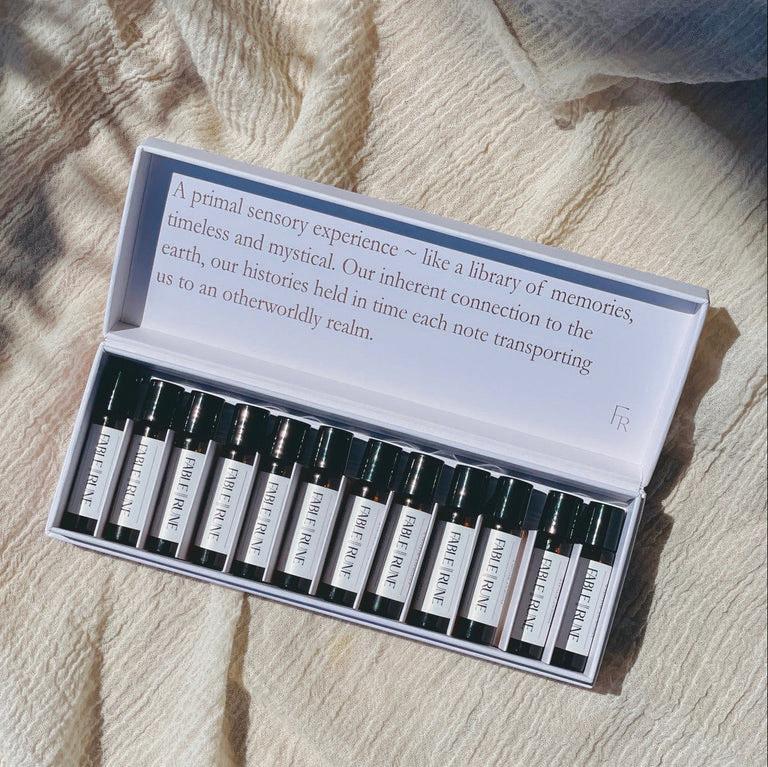 A primal sensory experience ~ like a library of memories,
timeless and mystical. Our inherent connection to the
earth, our histories held in time each note transporting
us to an otherworldly realm.
FR
FABLE RUNE
FABLE RUNE
FABLE RUNE
FABLE RUNE
FABLE RUNE
FABLE RUNE
FABLE RUNE
FABLE RUNE
FABLE RUNE
FABLE RUNE
FABLE RUNE
FABLE RUNE